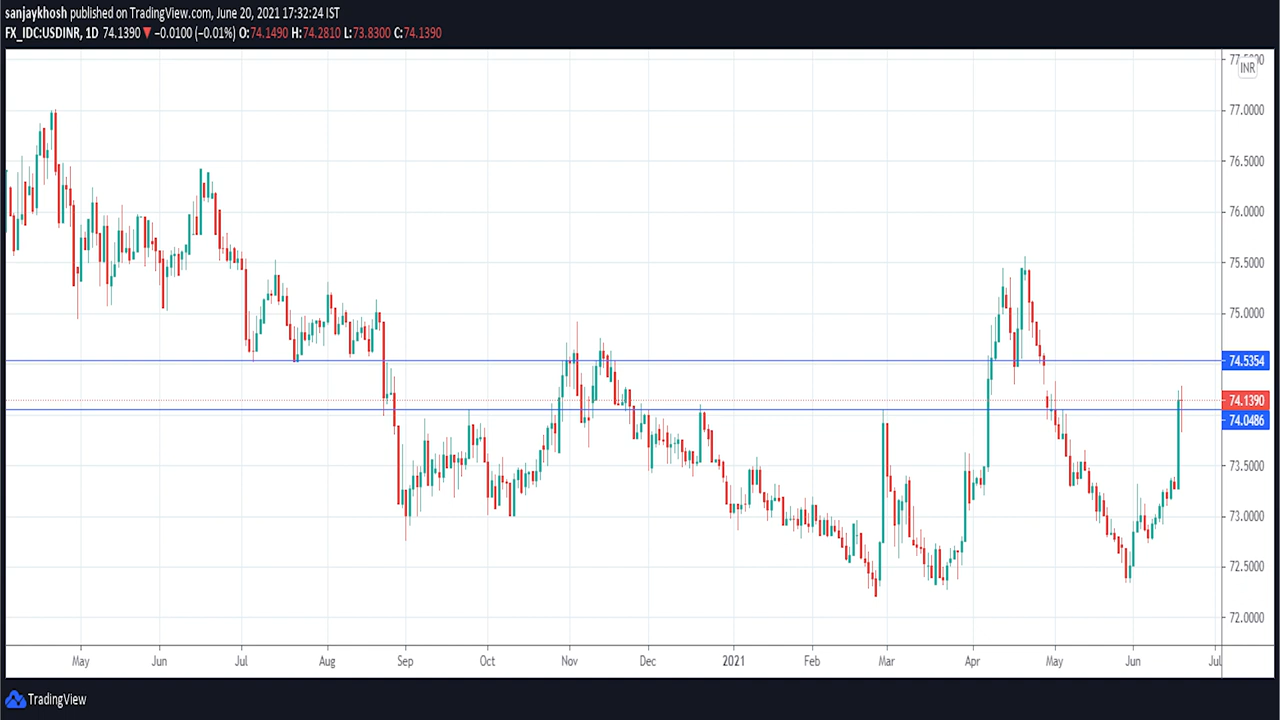 sanjaykhosh published on TradingView.com, June 20, 2021 17:32:24 IST
FX_IDC:USDINR, 1D 74.1390 ▼ −0.0100 (−0.01%) O:74.1490 H:74.2810 L:73.8300 C:74.1390
INR
77.0000
76.5000
76.0000
75.5000
75.0000
74.5354
74.1390
74.0486
73.5000
73.0000
72.5000
72.0000
May Jun Jul Aug Sep Oct Nov Dec 2021 Feb Mar Apr May Jun Jul
TradingView